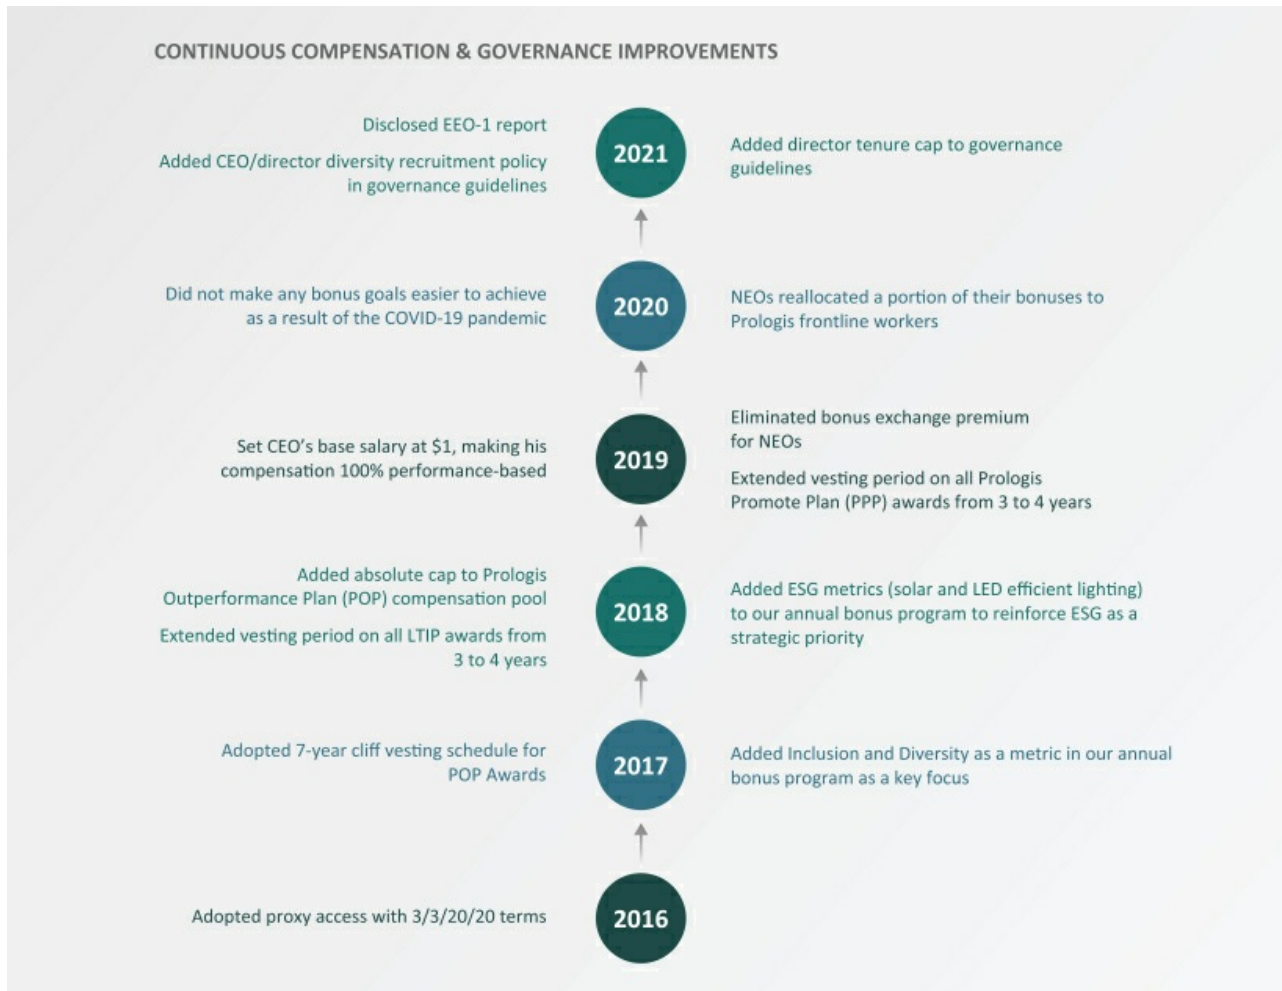 CONTINUOUS COMPENSATION & GOVERNANCE IMPROVEMENTS
Disclosed EEO-1 report
Added CEO/director diversity recruitment policy
in governance guidelines
2021
Added director tenure cap to governance
guidelines
Did not make any bonus goals easier to achieve
as a result of the COVID-19 pandemic
2020
NEOs reallocated a portion of their bonuses to
Prologis frontline workers
Set CEO’s base salary at $1, making his
compensation 100% performance-based
2019
Eliminated bonus exchange premium
for NEOs
Extended vesting period on all Prologis
Promote Plan (PPP) awards from 3 to 4 years
Added absolute cap to Prologis
Outperformance Plan (POP) compensation pool
Extended vesting period on all LTIP awards from
3 to 4 years
2018
Added ESG metrics (solar and LED efficient lighting)
to our annual bonus program to reinforce ESG as a
strategic priority
Adopted 7-year cliff vesting schedule for
POP Awards
2017
Added Inclusion and Diversity as a metric in our annual
bonus program as a key focus
Adopted proxy access with 3/3/20/20 terms
2016